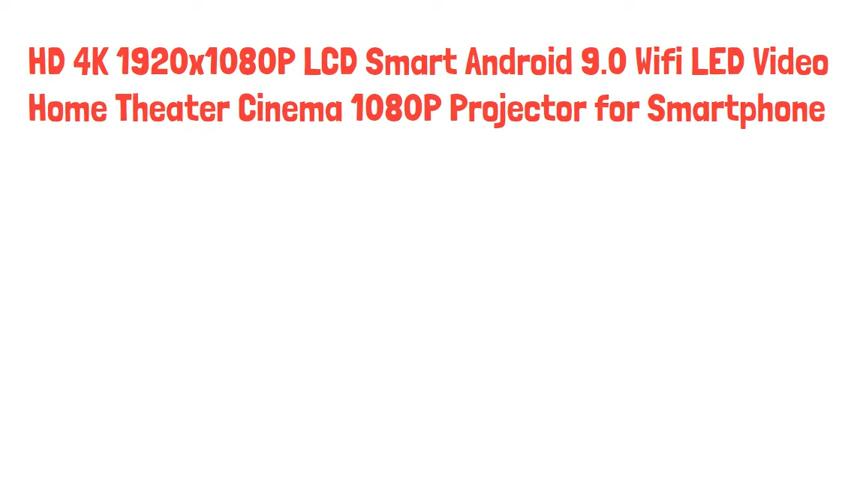 HD 4K 1920x1080P LCD Smart Android 9.0 Wifi LED Video
Home Theater Cinema 1080P Projector for Smartphone